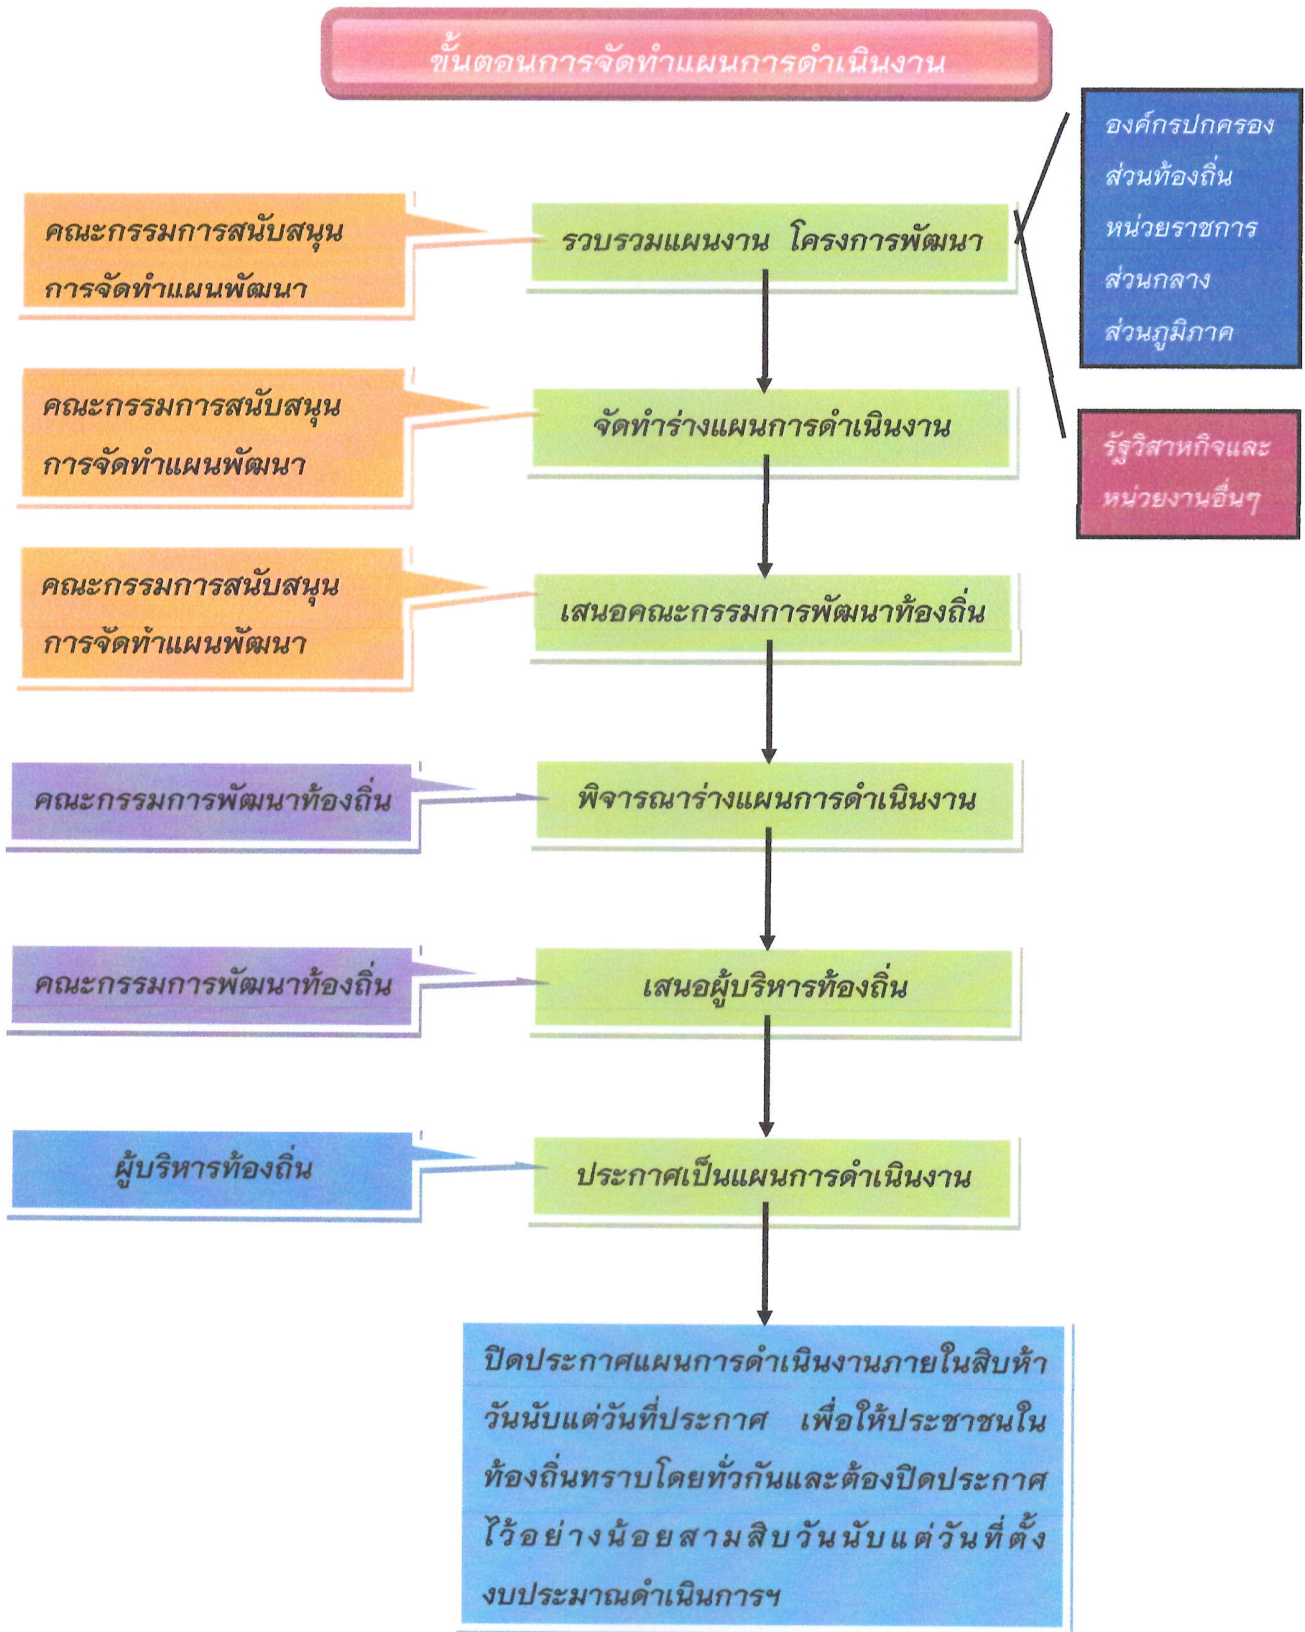 ขั้นตอนการจัดทำแผนการดำเนินงาน
องค์กรปกครอง
ส่วนท้องถิ่น
หน่วยราชการ
ส่วนกลาง
ส่วนภูมิภาค
คณะกรรมการสนับสนุน
การจัดทำแผนพัฒนา
รวบรวมแผนงาน โครงการพัฒนา
คณะกรรมการสนับสนุน
การจัดทำแผนพัฒนา
จัดทำร่างแผนการดำเนินงาน
รัฐวิสาหกิจและ
หน่วยงานอื่นๆ
คณะกรรมการสนับสนุน
การจัดทำแผนพัฒนา
เสนอคณะกรรมการพัฒนาท้องถิ่น
คณะกรรมการพัฒนาท้องถิ่น
พิจารณาร่างแผนการดำเนินงาน
คณะกรรมการพัฒนาท้องถิ่น
เสนอผู้บริหารท้องถิ่น
ผู้บริหารท้องถิ่น
ประกาศเป็นแผนการดำเนินงาน
ปิดประกาศแผนการดำเนินงานภายในสิบห้า
วันนับแต่วันที่ประกาศ เพื่อให้ประชาชนใน
ท้องถิ่นทราบโดยทั่วกันและต้องปิดประกาศ
ไว้อย่างน้อยสามสิบวันนับแต่วันที่ตั้ง
งบประมาณดำเนินการฯ